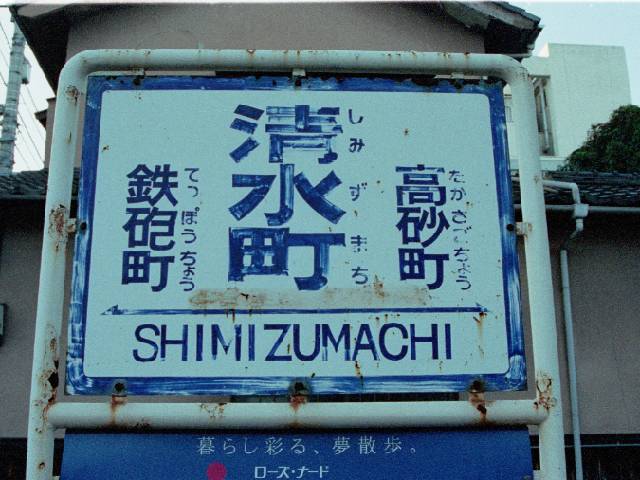 清水町
しみずまち
鉄砲町
てっぽうちょう
高砂町
たかさごちょう
SHIMIZUMACHI
暮らし彩る、夢散歩。
ローズ・ナード